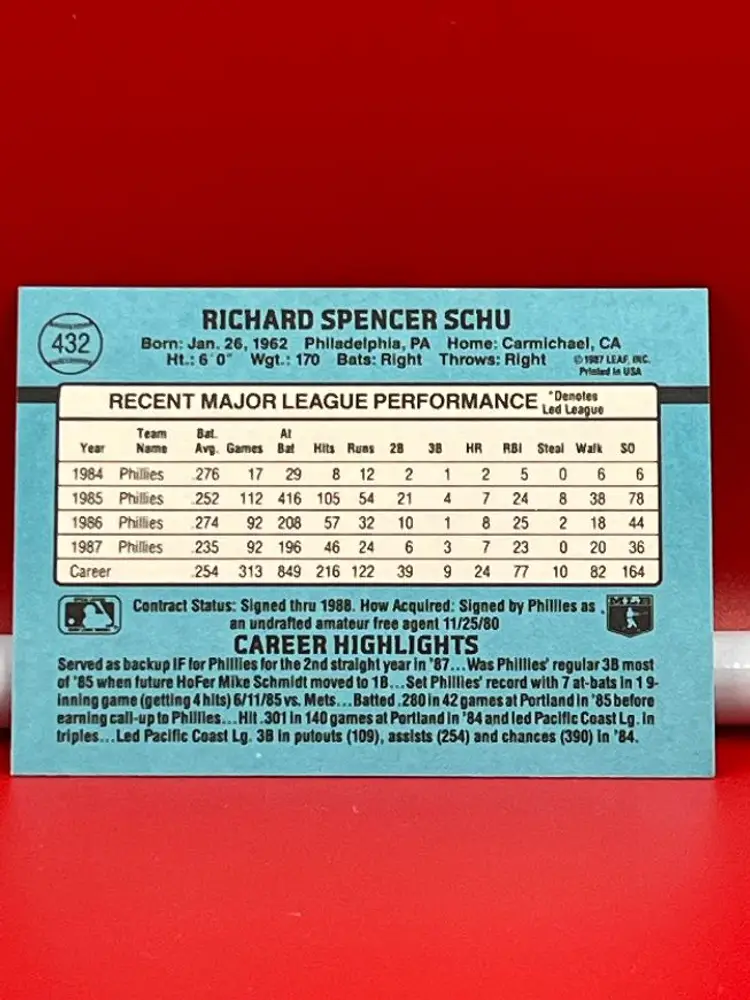 432
RICHARD SPENCER SCHU
Born: Jan. 26, 1962 Philadelphia, PA Home: Carmichael, CA
Ht.: 6'0" Wgt.: 170 Bats: Right Throws: Right ©1987 LEAF, INC.
Printed in USA
RECENT MAJOR LEAGUE PERFORMANCE *Denotes Led League
Year Team Name Bat. Avg. Games At Bat Hits Runs 2B 3B HR RBI Steal Walk SO
1984 Phillies .276 17 29 8 12 2 1 2 5 0 6 6
1985 Phillies .252 112 416 105 54 21 4 7 24 8 38 78
1986 Phillies .274 92 208 57 32 10 1 8 25 2 18 44
1987 Phillies .235 92 196 46 24 6 3 7 23 0 20 36
Career .254 313 849 216 122 39 9 24 77 10 82 164
Contract Status: Signed thru 1988. How Acquired: Signed by Phillies as
an undrafted amateur free agent 11/25/80
CAREER HIGHLIGHTS
Served as backup IF for Phillies for the 2nd straight year in '87...Was Phillies' regular 3B most
of '85 when future HoFer Mike Schmidt moved to 1B...Set Phillies' record with 7 at-bats in 1 9-
inning game (getting 4 hits) 6/11/85 vs. Mets...Batted .280 in 42 games at Portland in '85 before
earning call-up to Phillies...Hit .301 in 140 games at Portland in '84 and led Pacific Coast Lg. in
triples...Led Pacific Coast Lg. 3B in putouts (109), assists (254) and chances (390) in '84.